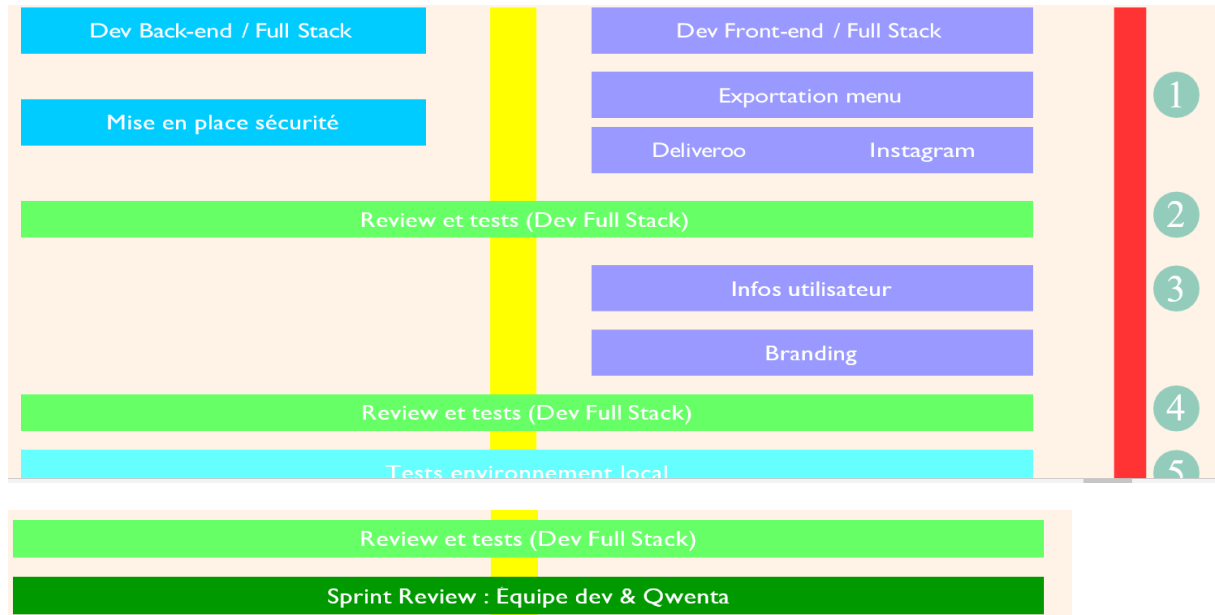 Dev Back-end / Full Stack
Dev Front-end / Full Stack
Exportation menu
1
Mise en place sécurité
Deliveroo Instagram
Review et tests (Dev Full Stack)
2
Infos utilisateur
3
Branding
Review et tests (Dev Full Stack)
4
Tests environnement local
5
Review et tests (Dev Full Stack)
Sprint Review : Équipe dev & Qwenta